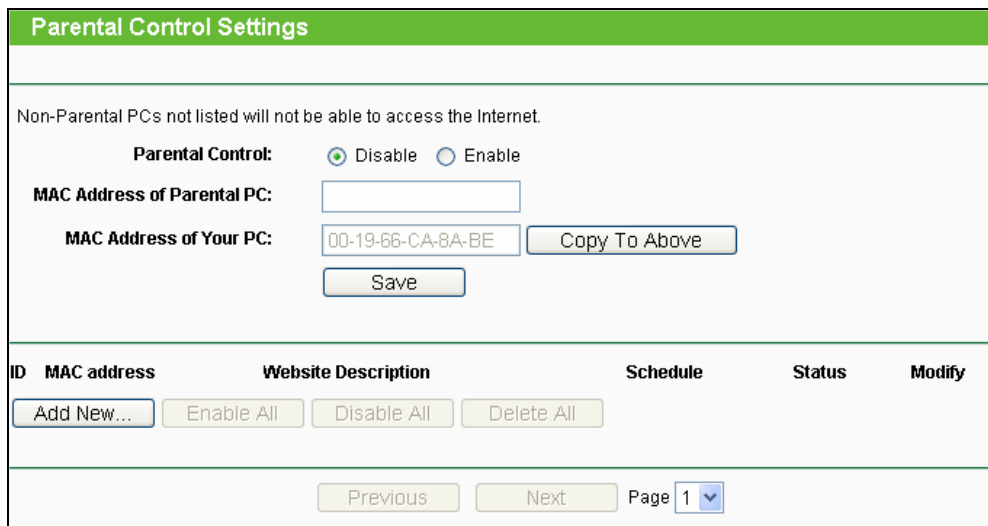 Parental Control Settings
Non-Parental PCs not listed will not be able to access the Internet.
Parental Control: Disable Enable
MAC Address of Parental PC:
MAC Address of Your PC: 00-19-66-CA-8A-BE Copy To Above
Save
ID MAC address Website Description Schedule Status Modify
Add New... Enable All Disable All Delete All
Previous Next Page 1